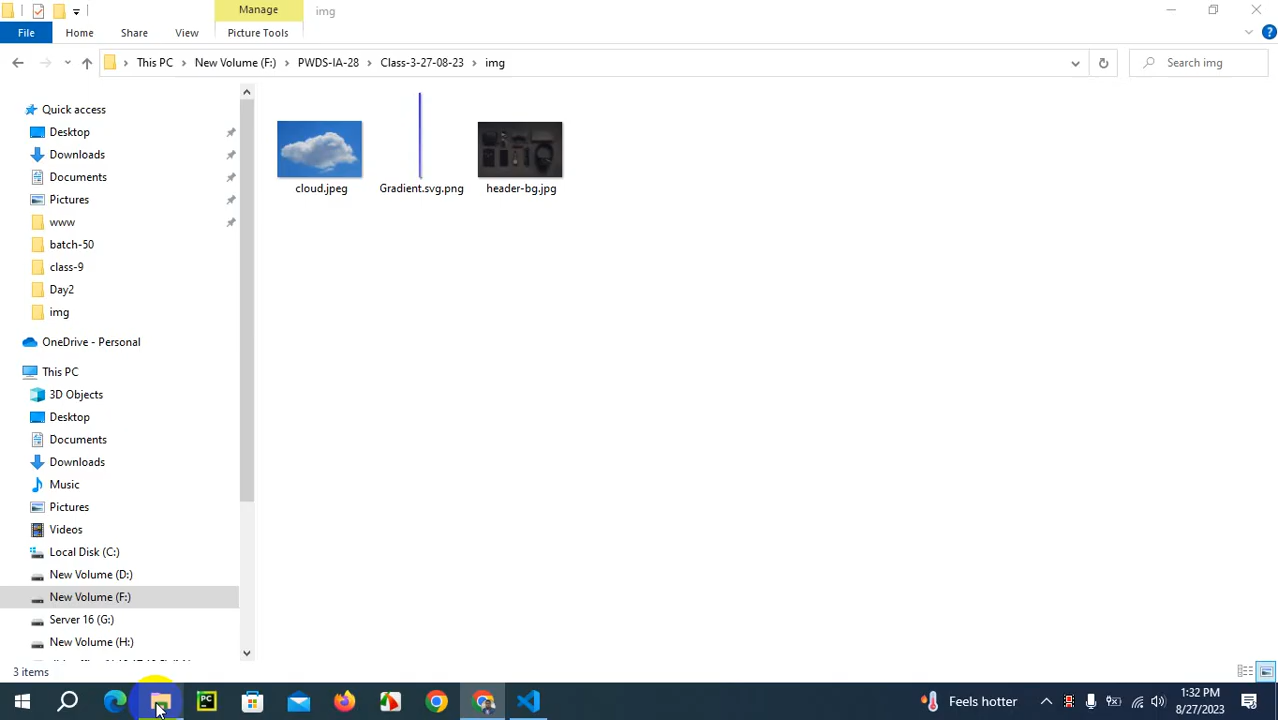 Manage
img
File
Home
Share
View
Picture Tools
This PC
New Volume (F:)
PWDS-IA-28
Class-3-27-08-23
img
Search img
Quick access
Desktop
Downloads
Documents
Pictures
www
batch-50
class-9
Day2
img
OneDrive - Personal
This PC
3D Objects
Desktop
Documents
Downloads
Music
Pictures
Videos
Local Disk (C:)
New Volume (D:)
New Volume (F:)
Server 16 (G:)
New Volume (H:)
cloud.jpeg
Gradient.svg.png
header-bg.jpg
3 items
PC
Feels hotter
1:32 PM
8/27/2023